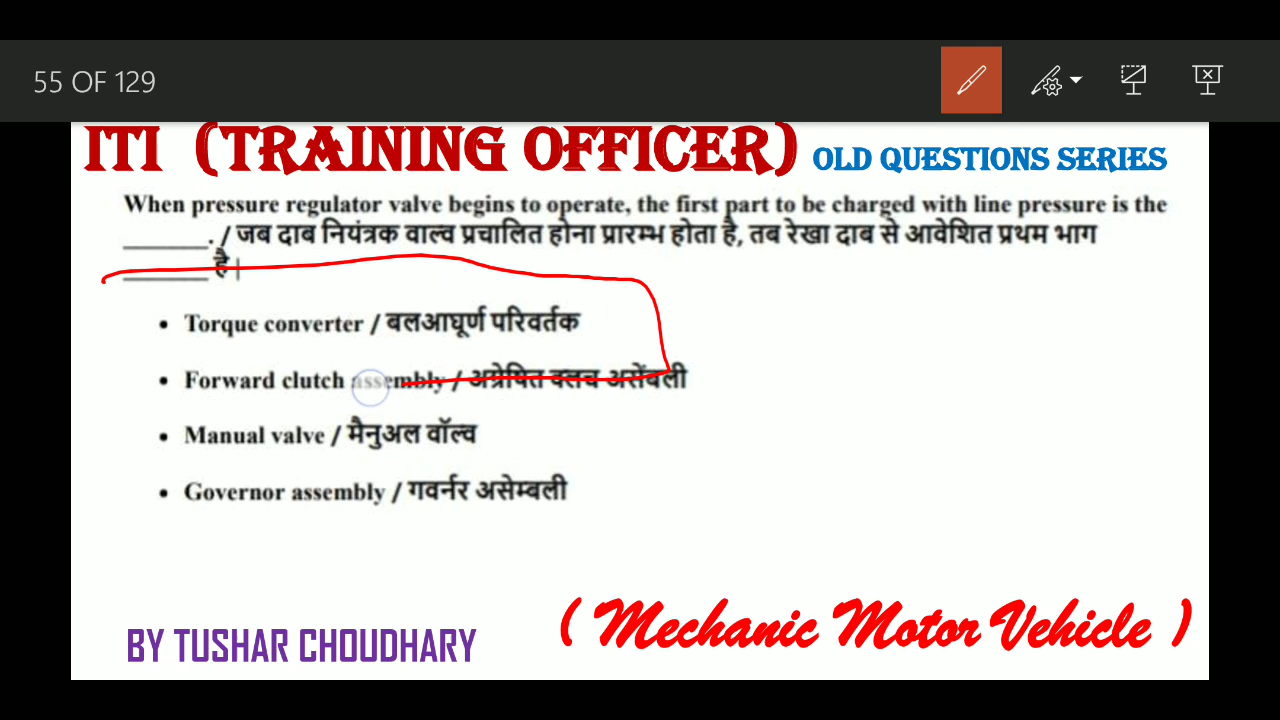 55 OF 129
ITI (TRAINING OFFICER) OLD QUESTIONS SERIES
When pressure regulator valve begins to operate, the first part to be charged with line pressure is the
_______. / जब दाब नियंत्रक वाल्व प्रचालित होना प्रारम्भ होता है, तब रेखा दाब से आवेशित प्रथम भाग
_______ है |
• Torque converter / बलआघूर्ण परिवर्तक
• Forward clutch assembly / अग्रेषित क्लच असेंबली
• Manual valve / मैनुअल वॉल्व
• Governor assembly / गवर्नर असेम्बली
BY TUSHAR CHOUDHARY
( Mechanic Motor Vehicle )